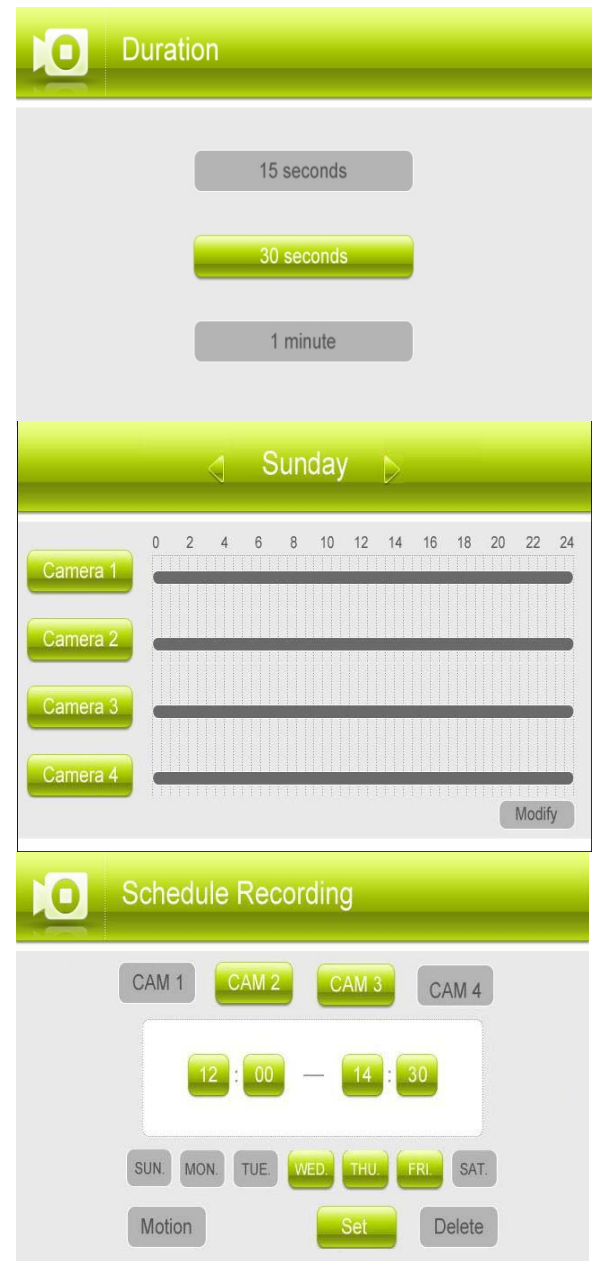 Duration
15 seconds
30 seconds
1 minute
Sunday
0 2 4 6 8 10 12 14 16 18 20 22 24
Camera 1
Camera 2
Camera 3
Camera 4
Modify
Schedule Recording
CAM 1 CAM 2 CAM 3 CAM 4
12 : 00 — 14 : 30
SUN. MON. TUE. WED. THU. FRI. SAT.
Motion Set Delete